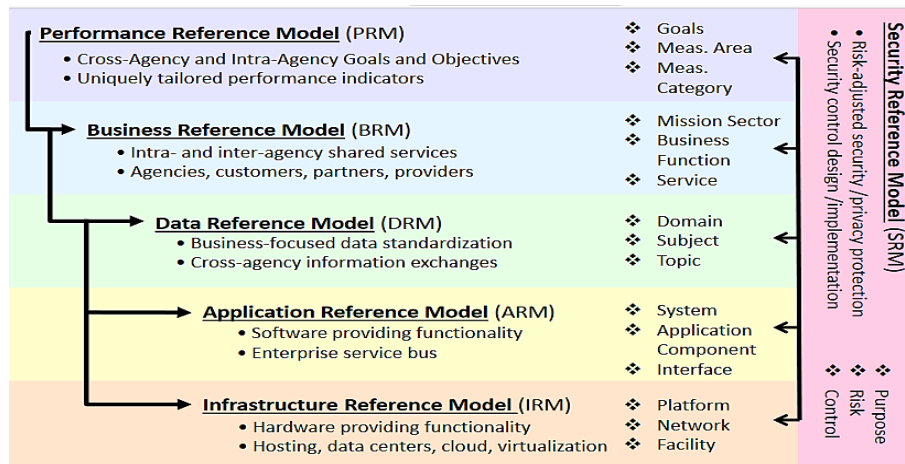 Performance Reference Model (PRM)
• Cross-Agency and Intra-Agency Goals and Objectives
• Uniquely tailored performance indicators
❖ Goals
❖ Meas. Area
❖ Meas.
Category
Business Reference Model (BRM)
• Intra- and inter-agency shared services
• Agencies, customers, partners, providers
❖ Mission Sector
❖ Business
Function
❖ Service
Data Reference Model (DRM)
• Business-focused data standardization
• Cross-agency information exchanges
❖ Domain
❖ Subject
❖ Topic
Application Reference Model (ARM)
• Software providing functionality
• Enterprise service bus
❖ System
❖ Application
Component
❖ Interface
Infrastructure Reference Model (IRM)
• Hardware providing functionality
• Hosting, data centers, cloud, virtualization
❖ Platform
❖ Network
❖ Facility
Security Reference Model (SRM)
• Risk-adjusted security/privacy protection
• Security control design/implementation
❖ Purpose
❖ Risk
❖ Control